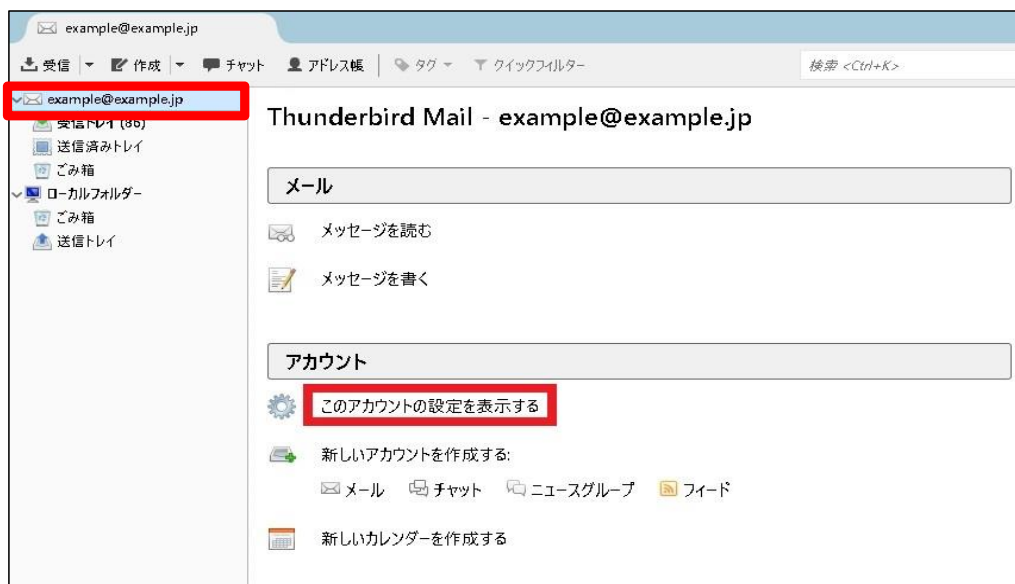 example@example.jp
受信 作成 チャット アドレス帳 タグ クイックフィルター 検索 <Ctrl+K>
example@example.jp
受信トレイ (86)
送信済みトレイ
ごみ箱
ローカルフォルダー
ごみ箱
送信トレイ
Thunderbird Mail - example@example.jp
メール
メッセージを読む
メッセージを書く
アカウント
このアカウントの設定を表示する
新しいアカウントを作成する:
メール チャット ニュースグループ フィード
新しいカレンダーを作成する